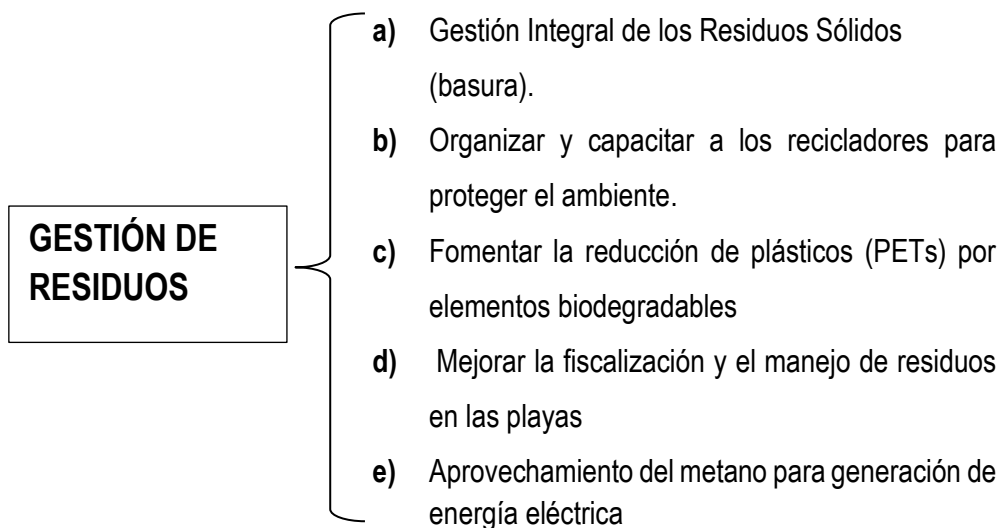 GESTIÓN DE
RESIDUOS
a) Gestión Integral de los Residuos Sólidos
(basura).
b) Organizar y capacitar a los recicladores para
proteger el ambiente.
c) Fomentar la reducción de plásticos (PETs) por
elementos biodegradables
d) Mejorar la fiscalización y el manejo de residuos
en las playas
e) Aprovechamiento del metano para generación de
energía eléctrica